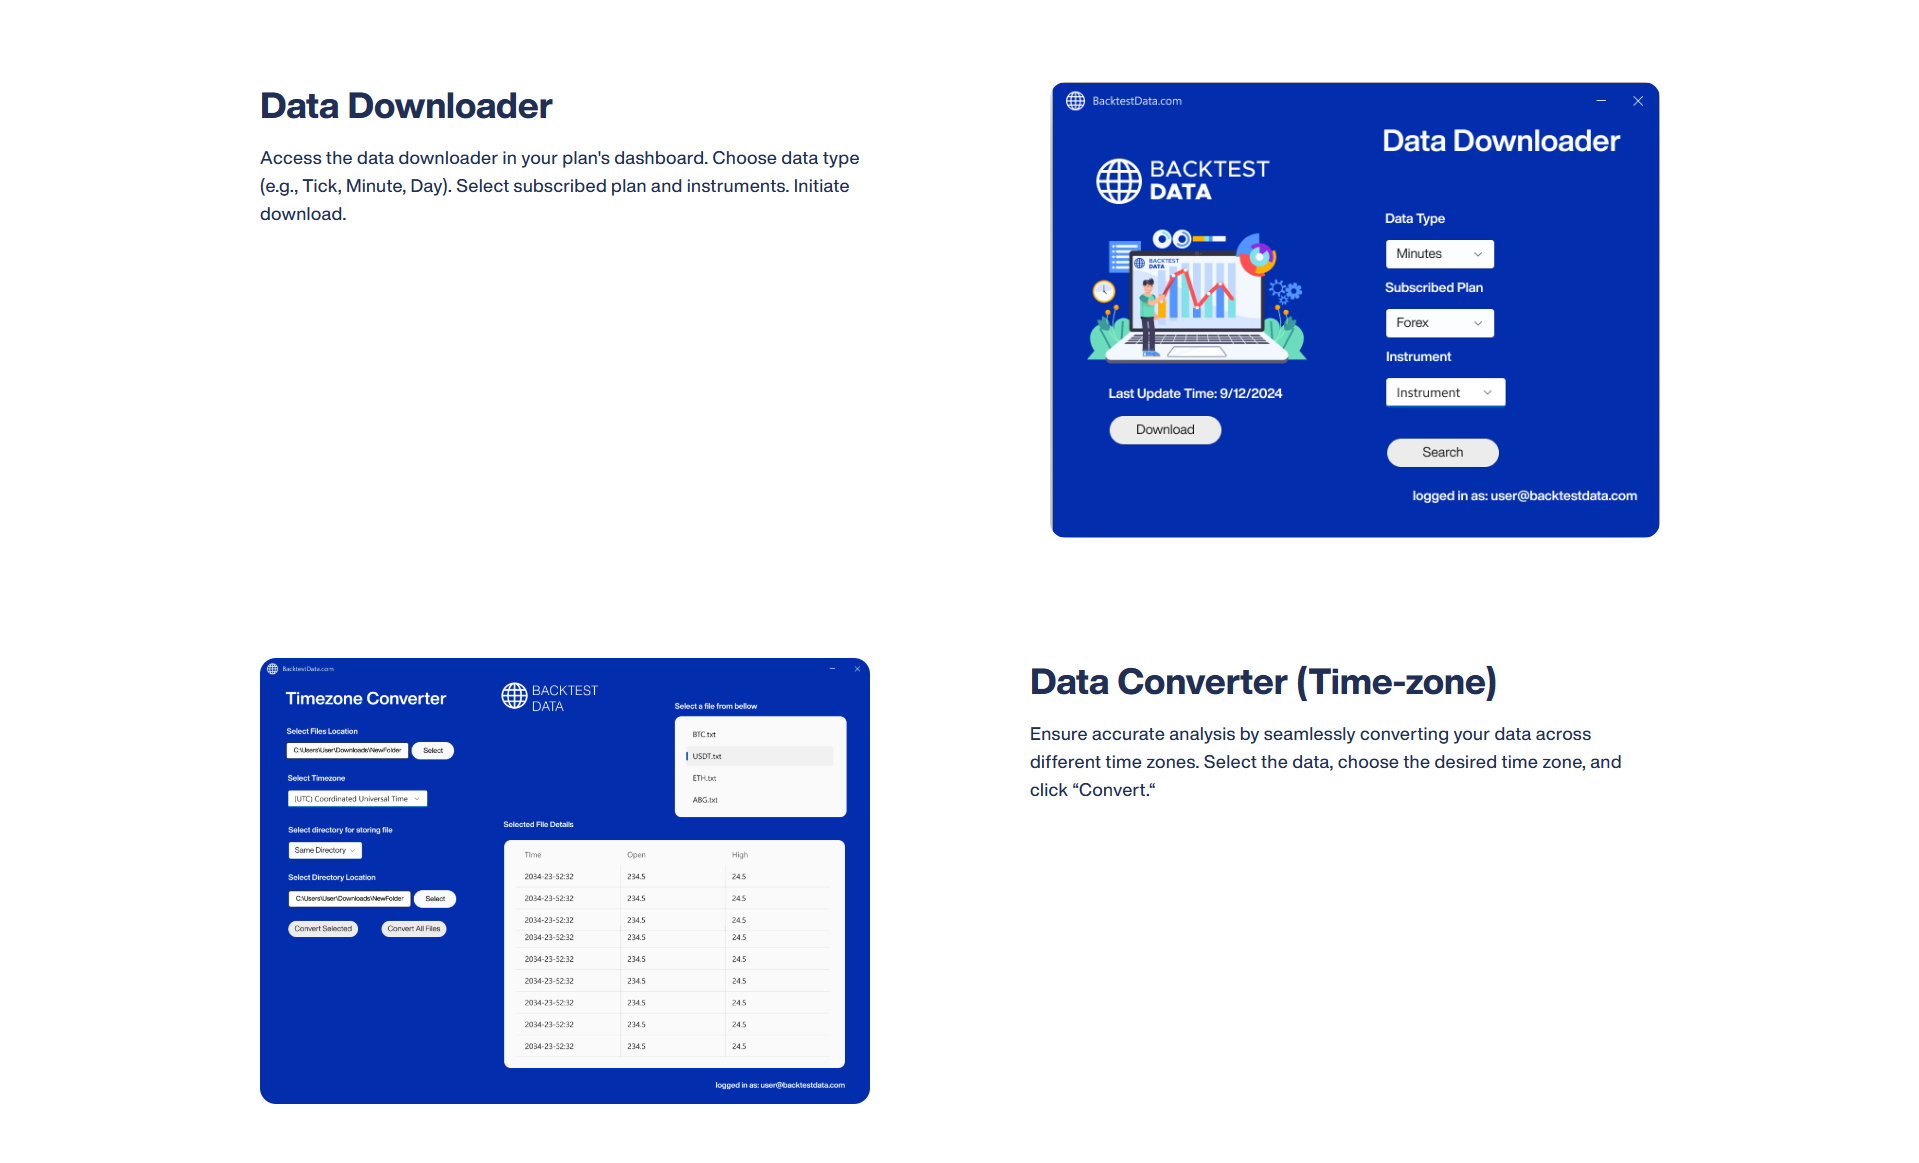 Data Downloader
Access the data downloader in your plan's dashboard. Choose data type
(e.g., Tick, Minute, Day). Select subscribed plan and instruments. Initiate
download.
BacktestData.com
Data Downloader
BACKTEST
DATA
BACKTEST
DATA
Last Update Time: 9/12/2024
Download
Data Type
Minutes
Subscribed Plan
Forex
Instrument
Instrument
Search
logged in as: user@backtestdata.com
BacktestData.com
Timezone Converter
Select Files Location
C:\Users\User\Downloads\NewFolder
Select
Select Timezone
(UTC) Coordinated Universal Time
Select directory for storing file
Same Directory
Select Directory Location
C:\Users\User\Downloads\NewFolder
Select
Convert Selected
Convert All Files
BACKTEST
DATA
Select a file from bellow
BTC.txt
USDT.txt
ETH.txt
ABG.txt
Selected File Details
Time Open High
2034-23-52:32 234.5 24.5
2034-23-52:32 234.5 24.5
2034-23-52:32 234.5 24.5
2034-23-52:32 234.5 24.5
2034-23-52:32 234.5 24.5
2034-23-52:32 234.5 24.5
2034-23-52:32 234.5 24.5
2034-23-52:32 234.5 24.5
2034-23-52:32 234.5 24.5
logged in as: user@backtestdata.com
Data Converter (Time-zone)
Ensure accurate analysis by seamlessly converting your data across
different time zones. Select the data, choose the desired time zone, and
click “Convert.“